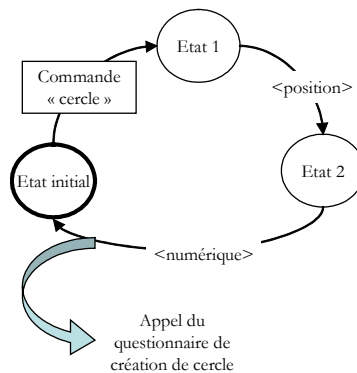 Etat 1
Commande
« cercle »
<position>
Etat initial
Etat 2
<numérique>
Appel du
questionnaire de
création de cercle